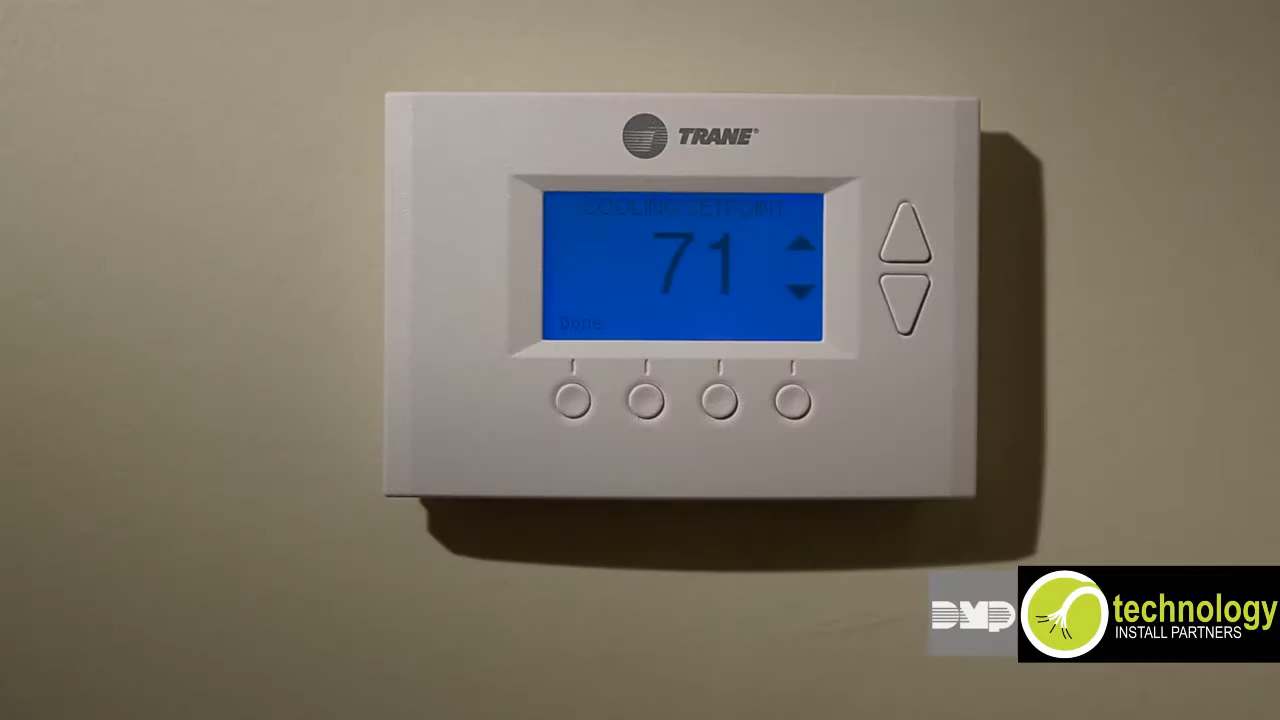 TRANE®
COOLING SETPOINT
71
Done
DMP
technology
INSTALL PARTNERS